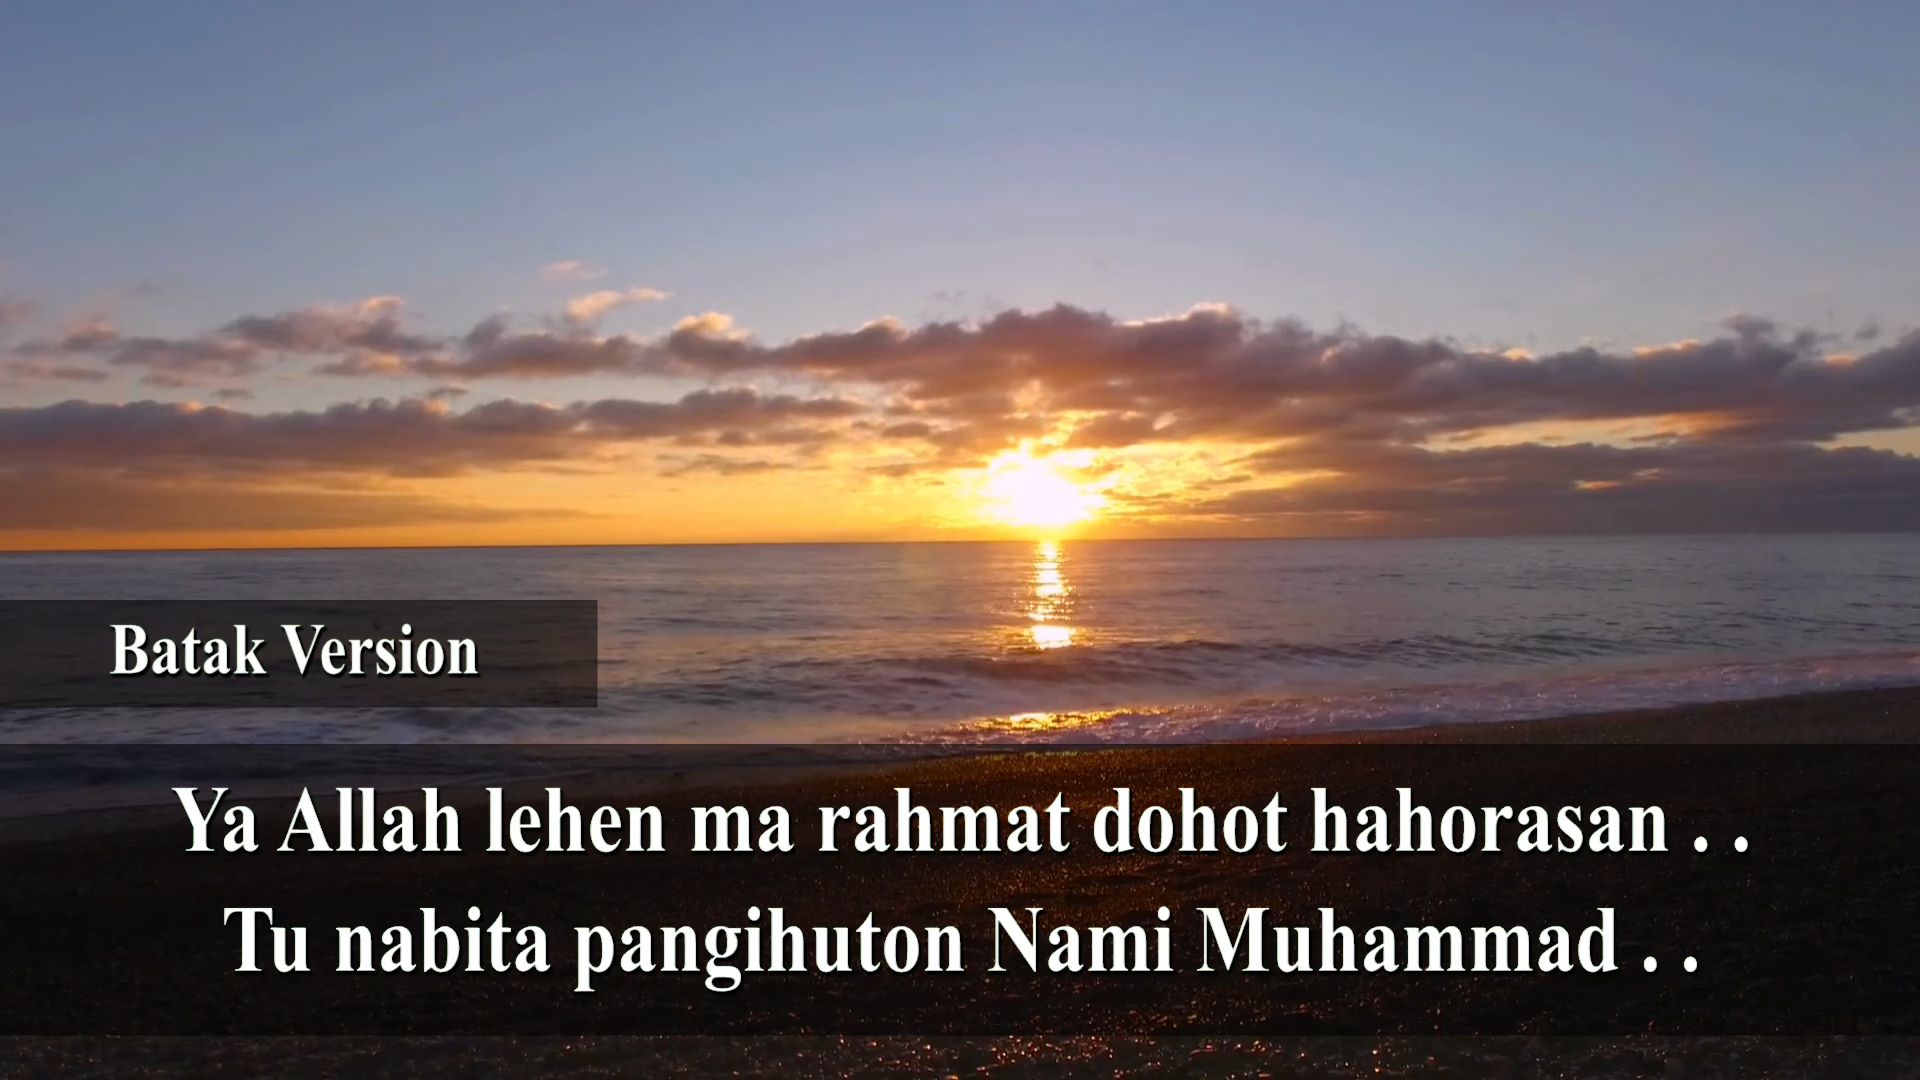 Batak Version
Ya Allah lehen ma rahmat dohot hahorasan . .
Tu nabita pangihuton Nami Muhammad . .